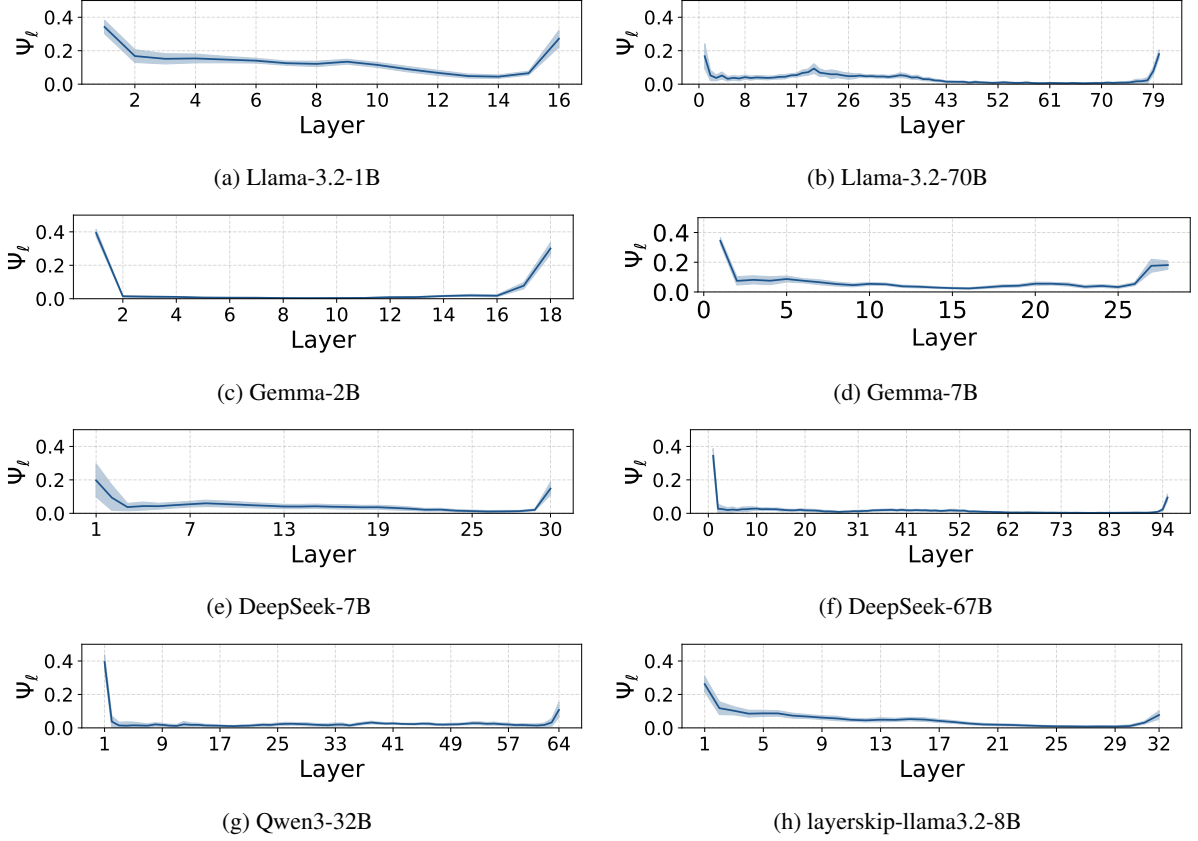 0.4
0.2
0.0
Ψℓ
2 4 6 8 10 12 14 16
Layer
(a) Llama-3.2-1B
0.4
0.2
0.0
Ψℓ
0 8 17 26 35 43 52 61 70 79
Layer
(b) Llama-3.2-70B
0.4
0.2
0.0
Ψℓ
2 4 6 8 10 12 14 16 18
Layer
(c) Gemma-2B
0.4
0.2
0.0
Ψℓ
0 5 10 15 20 25
Layer
(d) Gemma-7B
0.4
0.2
0.0
Ψℓ
1 7 13 19 25 30
Layer
(e) DeepSeek-7B
0.4
0.2
0.0
Ψℓ
0 10 20 31 41 52 62 73 83 94
Layer
(f) DeepSeek-67B
0.4
0.2
0.0
Ψℓ
1 9 17 25 33 41 49 57 64
Layer
(g) Qwen3-32B
0.4
0.2
0.0
Ψℓ
1 5 9 13 17 21 25 29 32
Layer
(h) layerskip-llama3.2-8B